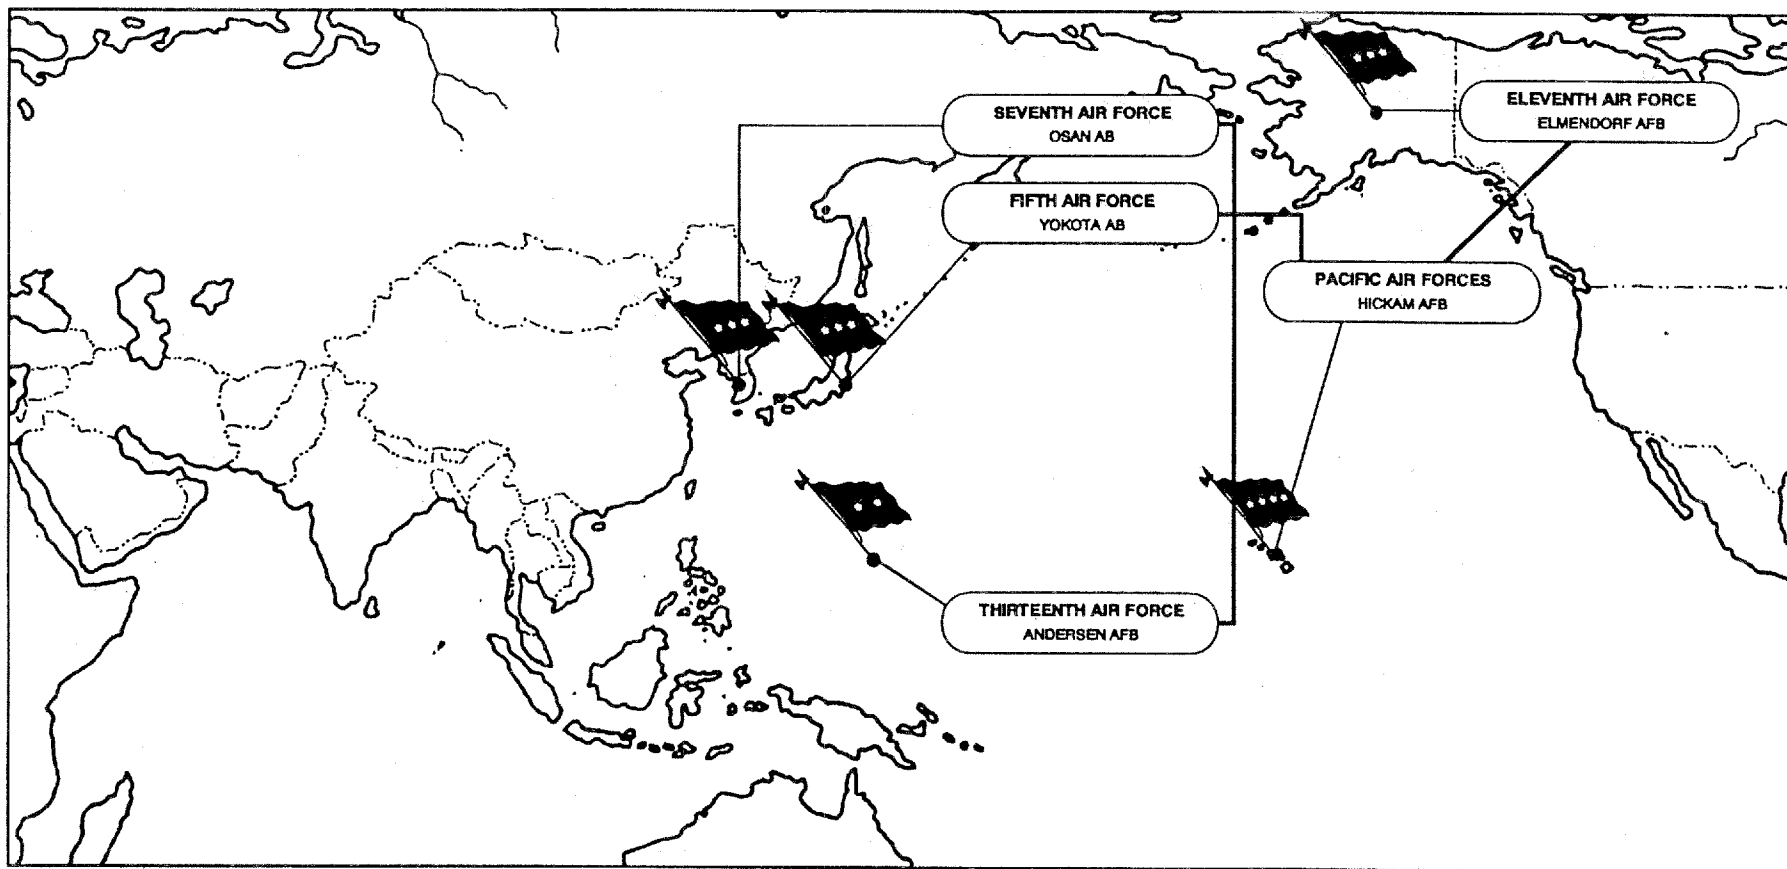 ELEVENTH AIR FORCE
ELMENDORF AFB
SEVENTH AIR FORCE
OSAN AB
FIFTH AIR FORCE
YOKOTA AB
PACIFIC AIR FORCES
HICKAM AFB
THIRTEENTH AIR FORCE
ANDERSEN AFB